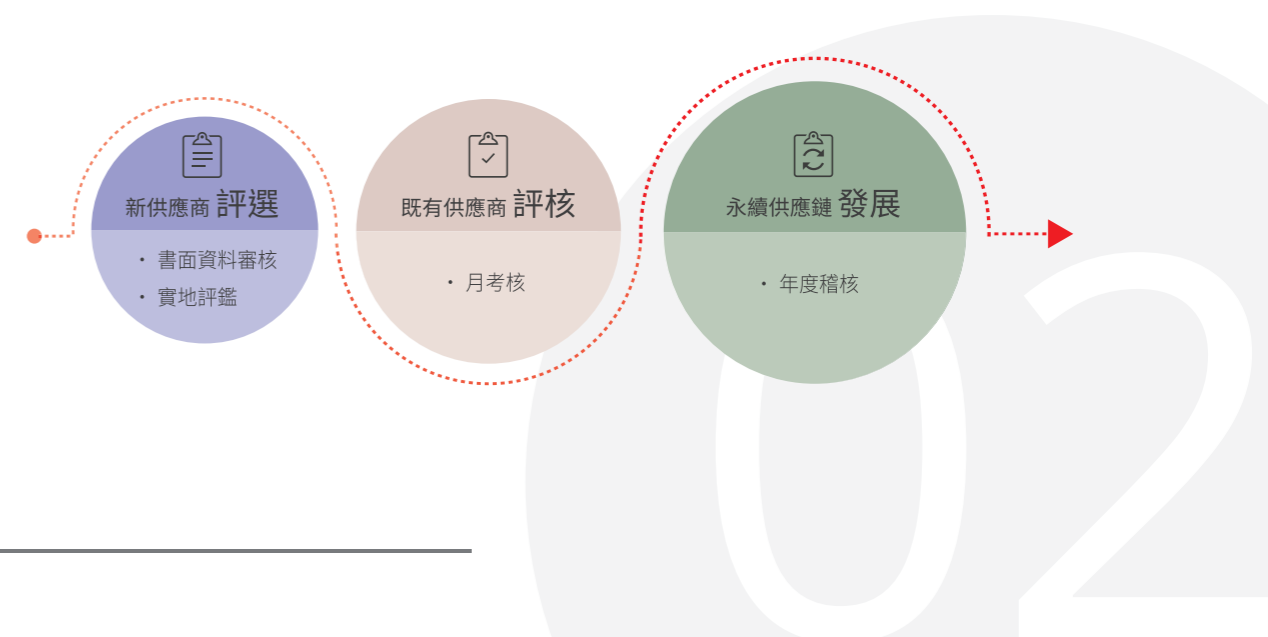 新供應商 評選
・ 書面資料審核
・ 實地評鑑
既有供應商 評核
・ 月考核
永續供應鏈 發展
・ 年度稽核
02